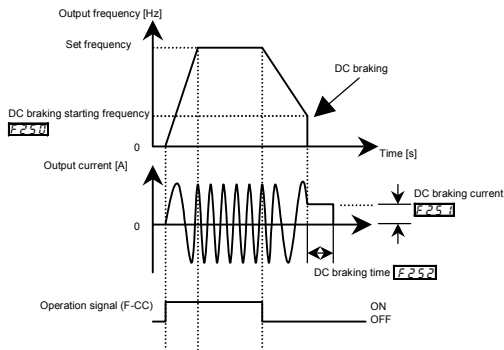 Output frequency [Hz]
Set frequency
DC braking
DC braking starting frequency
F250
0
Time [s]
Output current [A]
DC braking current
F251
0
DC braking time F252
Operation signal (F-CC)
ON
OFF